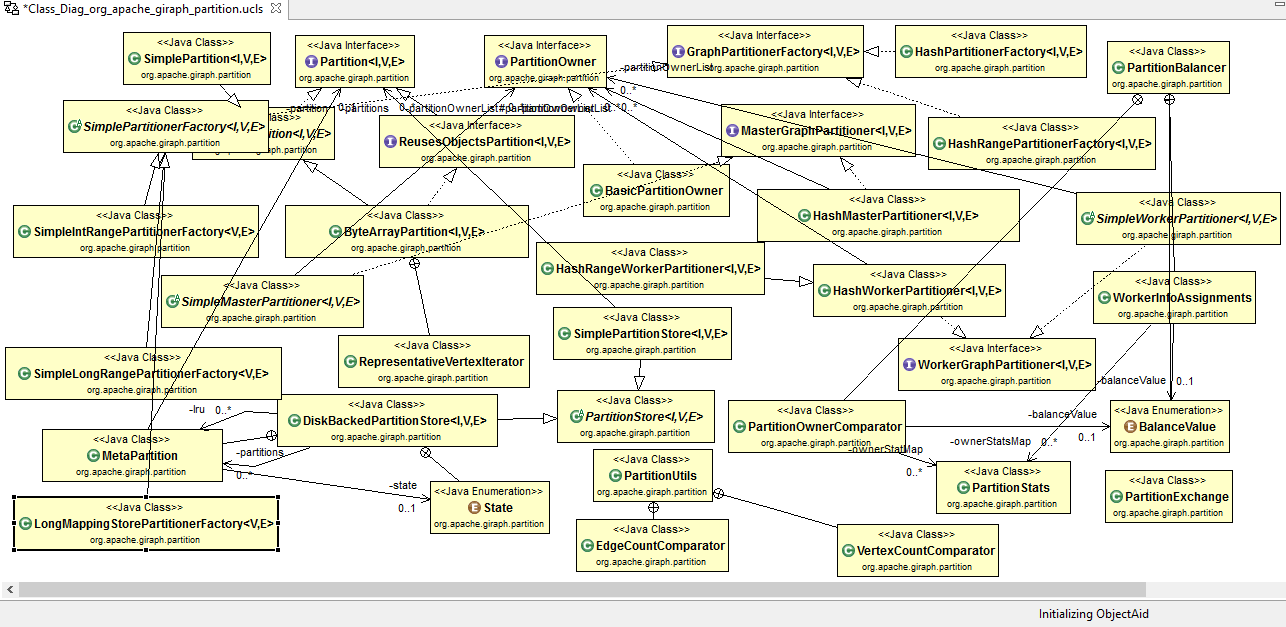 *Class_Diag_org_apache_giraph_partition.ucls
<<Java Class>>
SimplePartition<I,V,E>
org.apache.giraph.partition
<<Java Interface>>
Partition<I,V,E>
org.apache.giraph.partition
<<Java Interface>>
PartitionOwner
org.apache.giraph.partition
<<Java Interface>>
GraphPartitionerFactory<I,V,E>
org.apache.giraph.partition
<<Java Class>>
HashPartitionerFactory<I,V,E>
org.apache.giraph.partition
<<Java Class>>
PartitionBalancer
org.apache.giraph.partition
-partitionOwnerList
0..*
<<Java Class>>
SimplePartitionerFactory<I,V,E>
org.apache.giraph.partition
-partition
0..1
-partitions
0..*
-partitionOwnerList
#partitionOwnerList
0..*
<<Java Interface>>
ReusesObjectsPartition<I,V,E>
org.apache.giraph.partition
<<Java Interface>>
MasterGraphPartitioner<I,V,E>
org.apache.giraph.partition
<<Java Class>>
HashRangePartitionerFactory<I,V,E>
org.apache.giraph.partition
<<Java Class>>
BasicPartitionOwner
org.apache.giraph.partition
<<Java Class>>
HashMasterPartitioner<I,V,E>
org.apache.giraph.partition
<<Java Class>>
SimpleWorkerPartitioner<I,V,E>
org.apache.giraph.partition
<<Java Class>>
SimpleIntRangePartitionerFactory<V,E>
org.apache.giraph.partition
<<Java Class>>
ByteArrayPartition<I,V,E>
org.apache.giraph.partition
<<Java Class>>
HashRangeWorkerPartitioner<I,V,E>
org.apache.giraph.partition
<<Java Class>>
HashWorkerPartitioner<I,V,E>
org.apache.giraph.partition
<<Java Class>>
WorkerInfoAssignments
org.apache.giraph.partition
<<Java Class>>
SimpleMasterPartitioner<I,V,E>
org.apache.giraph.partition
<<Java Class>>
SimplePartitionStore<I,V,E>
org.apache.giraph.partition
<<Java Class>>
RepresentativeVertexIterator
org.apache.giraph.partition
<<Java Interface>>
WorkerGraphPartitioner<I,V,E>
org.apache.giraph.partition
<<Java Class>>
SimpleLongRangePartitionerFactory<V,E>
org.apache.giraph.partition
-balanceValue
0..1
-lru
0..*
<<Java Class>>
DiskBackedPartitionStore<I,V,E>
org.apache.giraph.partition
<<Java Class>>
PartitionStore<I,V,E>
org.apache.giraph.partition
<<Java Class>>
PartitionOwnerComparator
org.apache.giraph.partition
-balanceValue
0..1
<<Java Enumeration>>
BalanceValue
org.apache.giraph.partition
<<Java Class>>
MetaPartition
org.apache.giraph.partition
-partitions
0..*
-ownerStatsMap
0..*
-ownerStatMap
0..*
<<Java Class>>
PartitionUtils
org.apache.giraph.partition
<<Java Class>>
PartitionStats
org.apache.giraph.partition
<<Java Class>>
PartitionExchange
org.apache.giraph.partition
-state
0..1
<<Java Enumeration>>
State
org.apache.giraph.partition
<<Java Class>>
LongMappingStorePartitionerFactory<V,E>
org.apache.giraph.partition
<<Java Class>>
EdgeCountComparator
org.apache.giraph.partition
<<Java Class>>
VertexCountComparator
org.apache.giraph.partition
Initializing ObjectAid